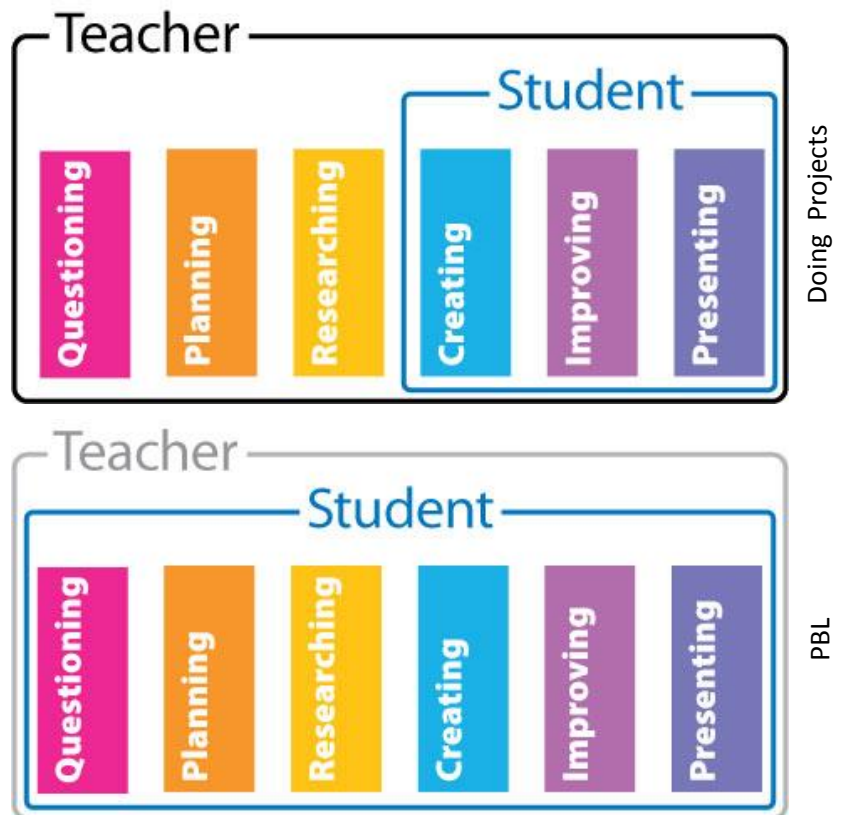 Teacher
Student
Questioning
Planning
Researching
Creating
Improving
Presenting
Doing Projects
Teacher
Student
Questioning
Planning
Researching
Creating
Improving
Presenting
PBL